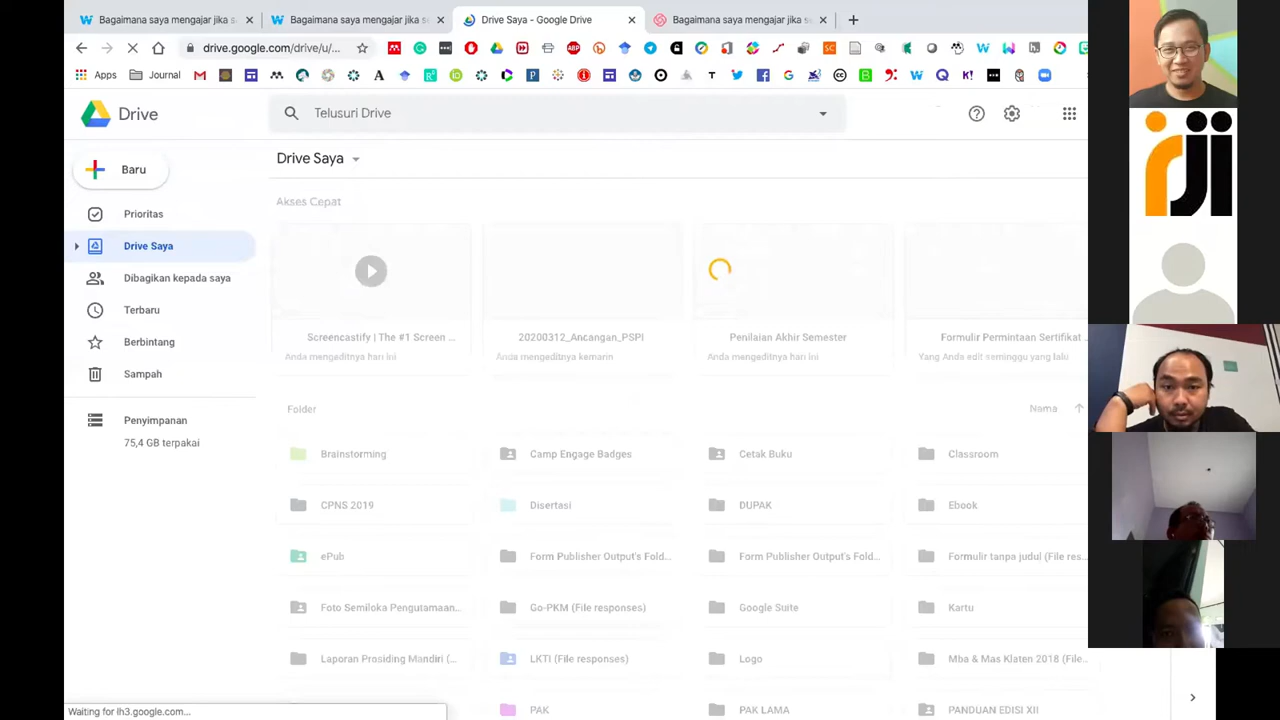 Bagaimana saya mengajar jika s
Bagaimana saya mengajar jika se
Drive Saya - Google Drive
Bagaimana saya mengajar jika s
drive.google.com/drive/u/...
Apps
Journal
Drive
Telusuri Drive
Baru
Drive Saya
Akses Cepat
Prioritas
Drive Saya
Dibagikan kepada saya
Terbaru
Berbintang
Sampah
Penyimpanan
75,4 GB terpakai
Screencastify | The #1 Screen ...
Anda mengeditnya hari ini
20200312_Ancangan_PSPI
Anda mengeditnya kemarin
Penilaian Akhir Semester
Anda mengeditnya hari ini
Formulir Permintaan Sertifikat ..
Yang Anda edit seminggu yang lalu
Folder
Nama
Brainstorming
Camp Engage Badges
Cetak Buku
Classroom
CPNS 2019
Disertasi
DUPAK
Ebook
ePub
Form Publisher Output's Fold...
Form Publisher Output's Fold...
Formulir tanpa judul (File res...
Foto Semiloka Pengutamaan...
Go-PKM (File responses)
Google Suite
Kartu
Laporan Prosiding Mandiri (...
LKTI (File responses)
Logo
Mba & Mas Klaten 2018 (File...
PAK
PAK LAMA
PANDUAN EDISI XII
Waiting for lh3.google.com...
rji